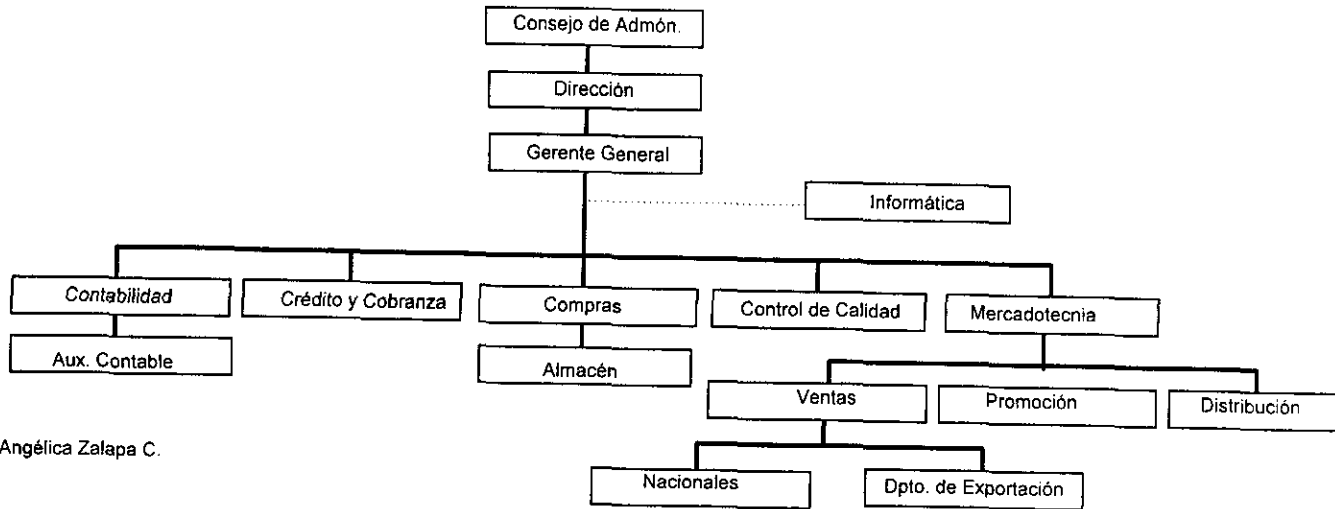 Consejo de Admón.
Dirección
Gerente General
Informática
Contabilidad
Crédito y Cobranza
Compras
Control de Calidad
Mercadotecnia
Aux. Contable
Almacén
Ventas
Promoción
Distribución
Angélica Zalapa C.
Nacionales
Dpto. de Exportación